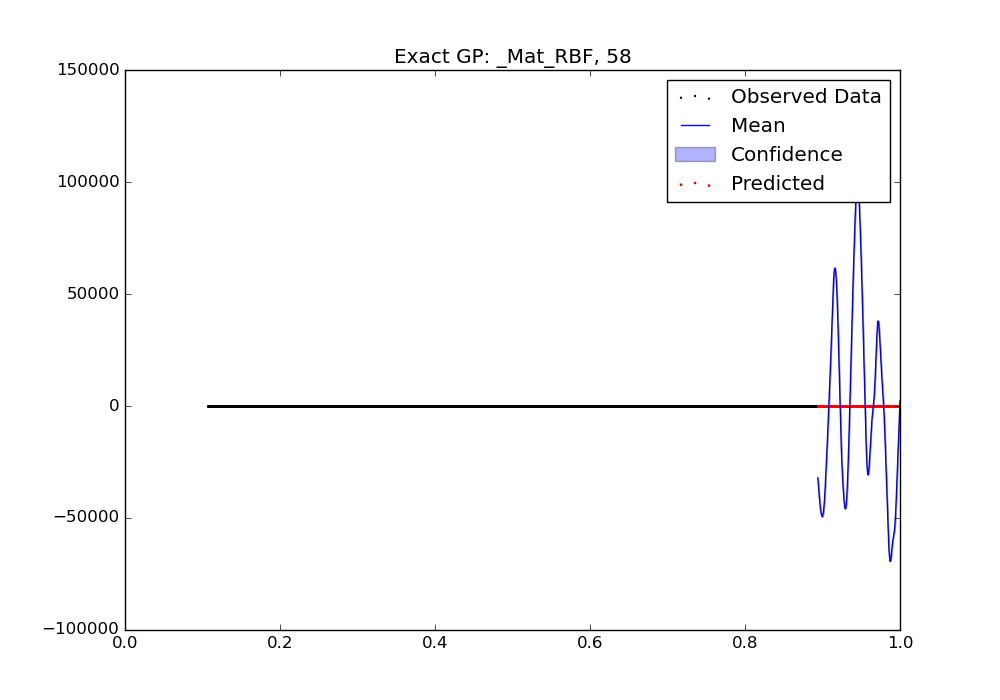 Exact GP: _Mat_RBF, 58
150000
100000
50000
0
−50000
−100000
0.0
0.2
0.4
0.6
0.8
1.0
Observed Data
Mean
Confidence
Predicted